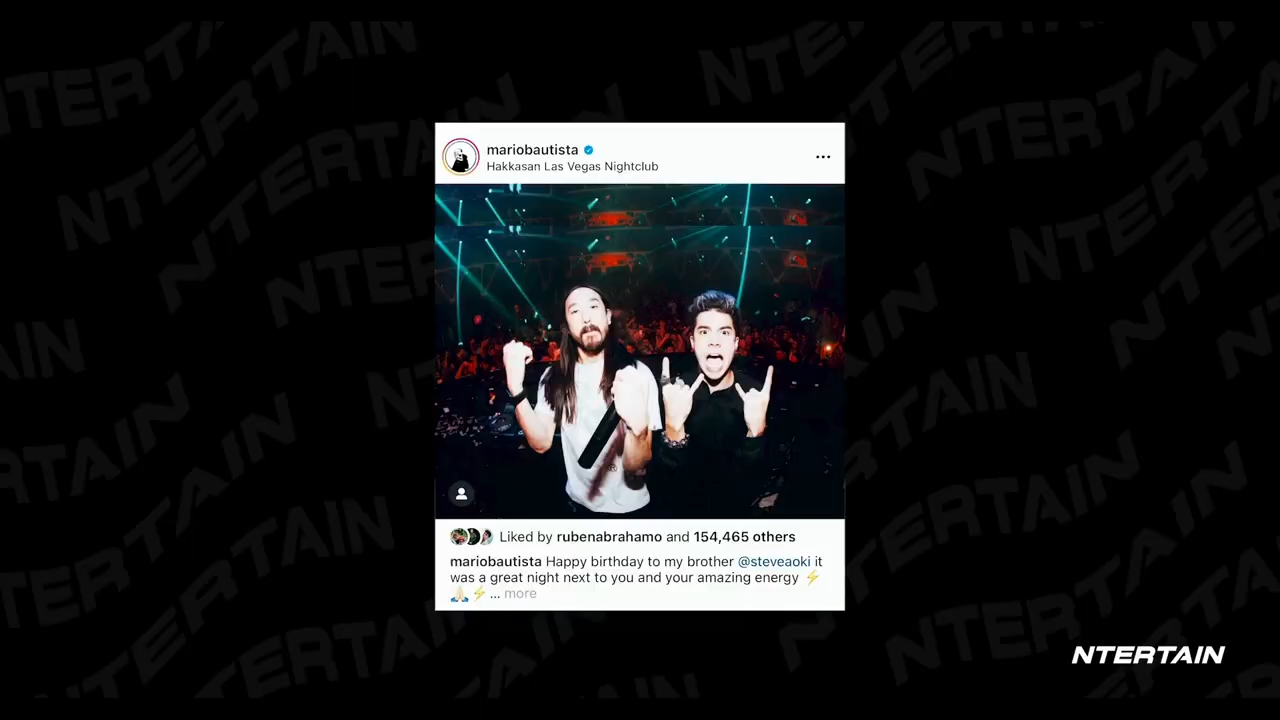 mariobautista
Hakkasan Las Vegas Nightclub
Liked by rubenabrahamo and 154,465 others
mariobautista Happy birthday to my brother @steveaoki it
was a great night next to you and your amazing energy ⚡
🙏🏻⚡... more
NTERTAIN